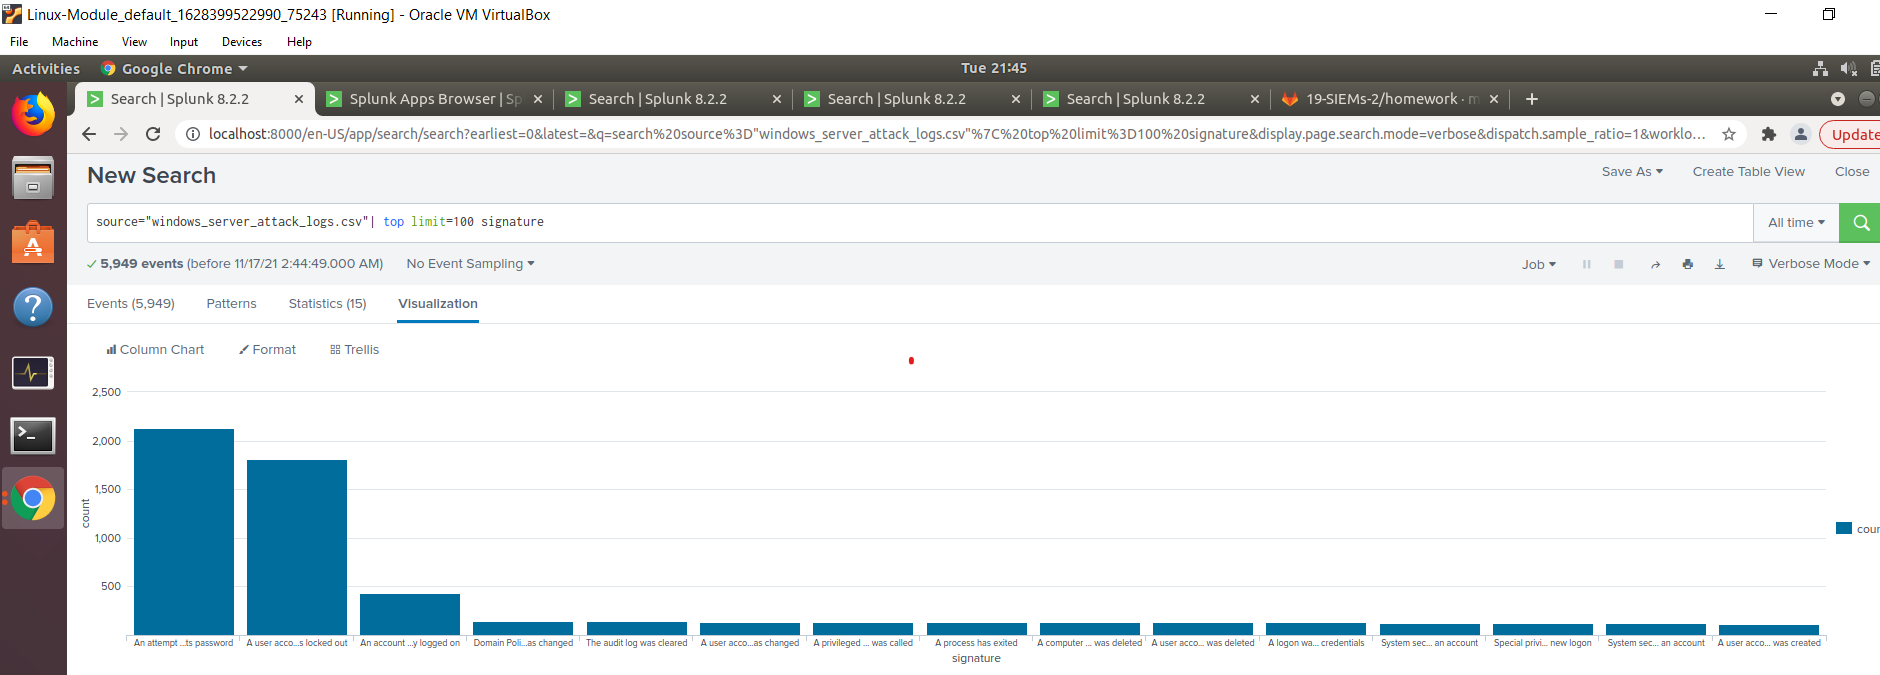 Linux-Module_default_1628399522990_75243 [Running] - Oracle VM VirtualBox
File Machine View Input Devices Help
Activities Google Chrome Tue 21:45
Search | Splunk 8.2.2 Splunk Apps Browser | Sp Search | Splunk 8.2.2 Search | Splunk 8.2.2 Search | Splunk 8.2.2 19-SIEMs-2/homework · m
localhost:8000/en-US/app/search/search?earliest=0&latest=&q=search%20source%3D"windows_server_attack_logs.csv"%7C%20top%20limit%3D100%20signature&display.page.search.mode=verbose&dispatch.sample_ratio=1&worklo... Update
New Search Save As Create Table View Close
source="windows_server_attack_logs.csv"| top limit=100 signature All time
5,949 events (before 11/17/21 2:44:49.000 AM) No Event Sampling Job Verbose Mode
Events (5,949) Patterns Statistics (15) Visualization
Column Chart Format Trellis
2,500
2,000
1,500
1,000
500
count
coun
An attempt ...ts password A user acco...s locked out An account ...y logged on Domain Poli...as changed The audit log was cleared A user acco...as changed A privileged ... was called A process has exited A computer ... was deleted A user acco... was deleted A logon wa... credentials System sec... an account Special privi... new logon System sec... an account A user acco... was created
signature